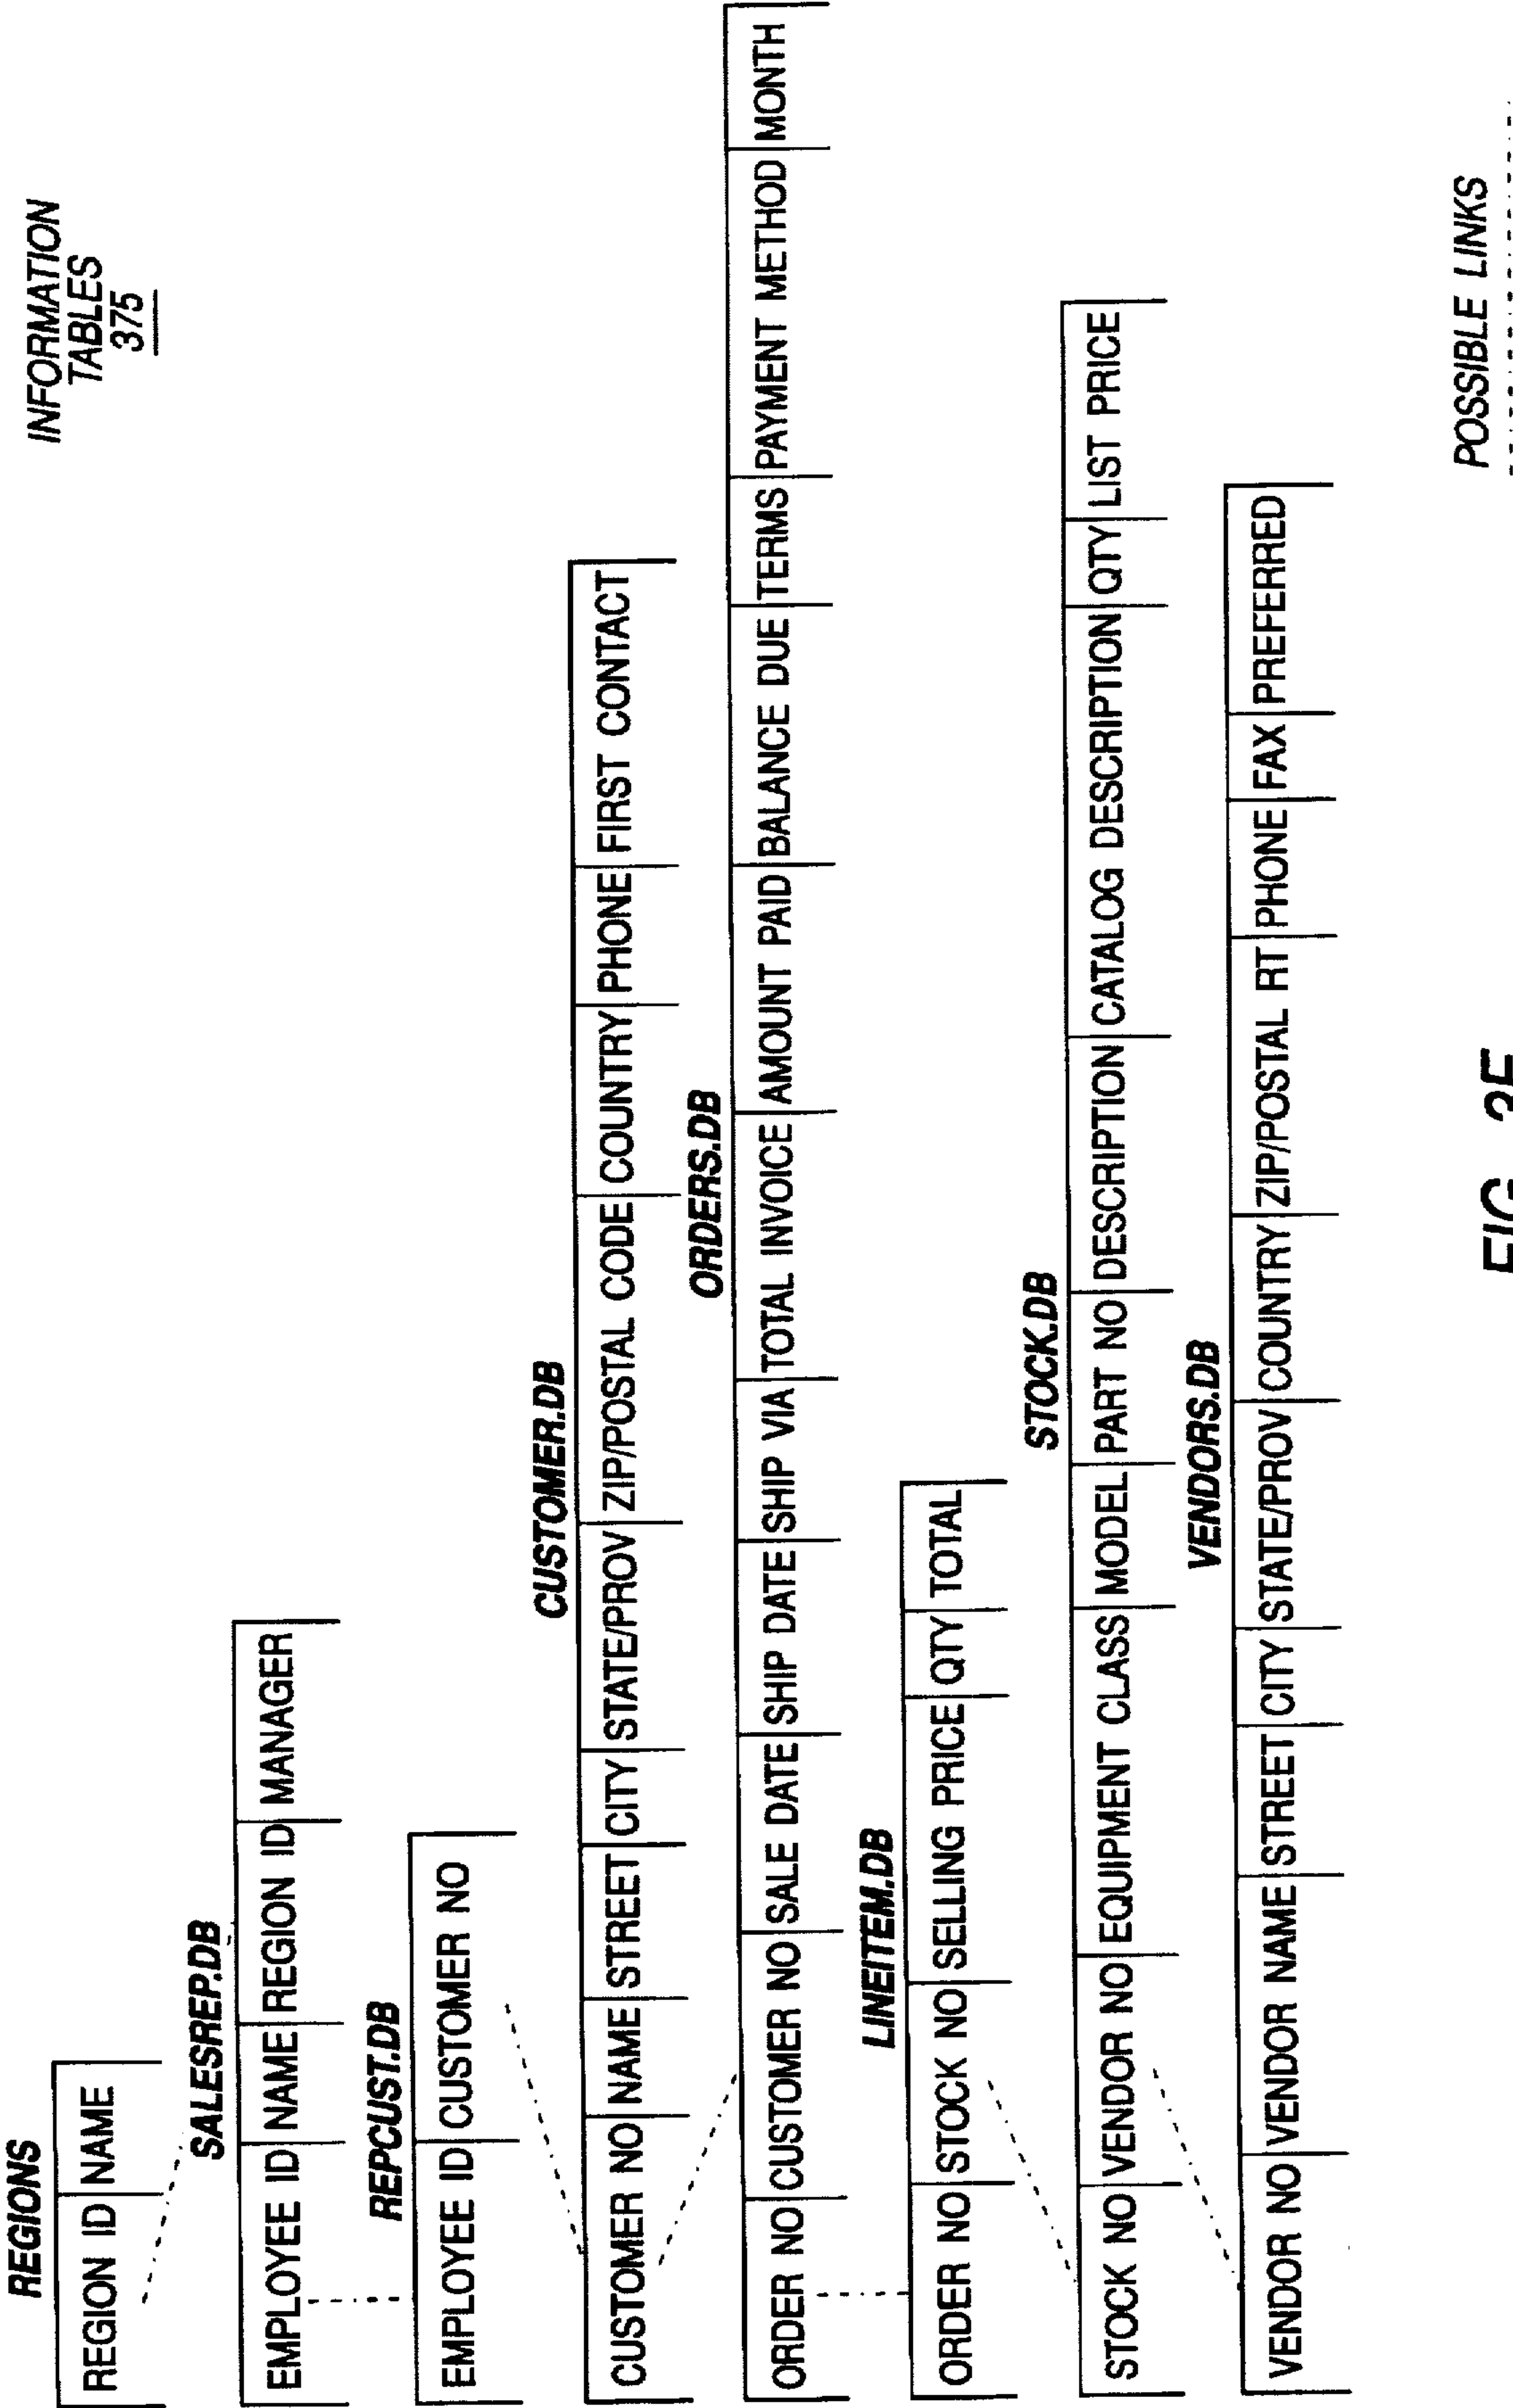 INFORMATION
TABLES
375
REGIONS
REGION ID NAME
SALESREP.DB
EMPLOYEE ID NAME REGION ID MANAGER
REPCUST.DB
EMPLOYEE ID CUSTOMER NO
CUSTOMER.DB
CUSTOMER NO NAME STREET CITY STATE/PROV ZIP/POSTAL CODE COUNTRY PHONE FIRST CONTACT
ORDERS.DB
ORDER NO CUSTOMER NO SALE DATE SHIP DATE SHIP VIA TOTAL INVOICE AMOUNT PAID BALANCE DUE TERMS PAYMENT METHOD MONTH
LINEITEM.DB
ORDER NO STOCK NO SELLING PRICE QTY TOTAL
STOCK.DB
STOCK NO VENDOR NO EQUIPMENT CLASS MODEL PART NO DESCRIPTION CATALOG DESCRIPTION QTY LIST PRICE
VENDORS.DB
VENDOR NO VENDOR NAME STREET CITY STATE/PROV COUNTRY ZIP/POSTAL RT PHONE FAX PREFERRED
POSSIBLE LINKS
FIG.